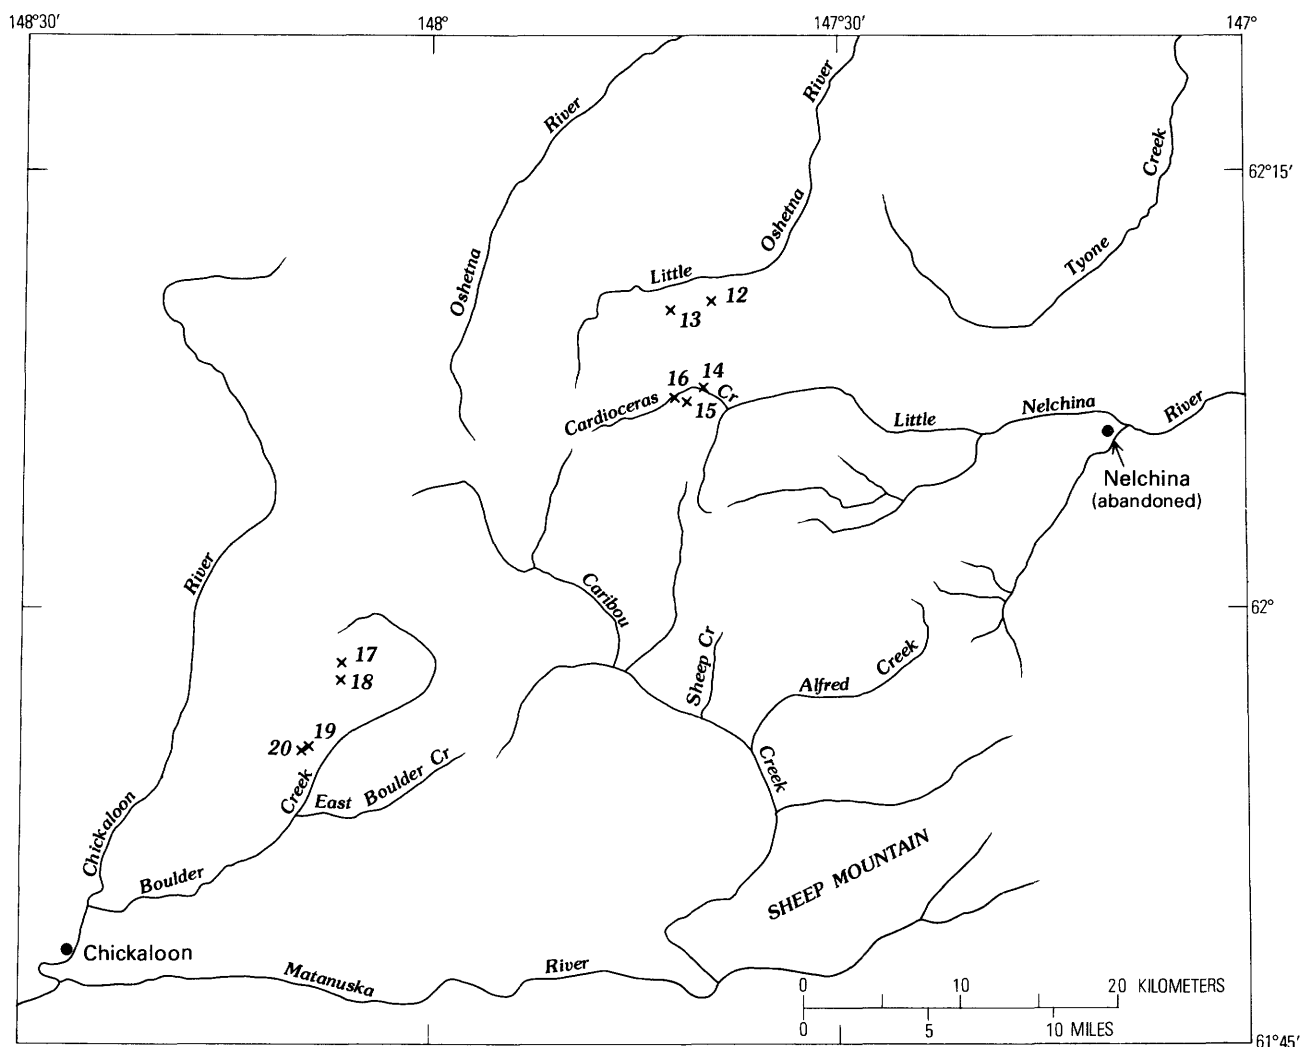 148°30′
148°
147°30′
147°
River
River
Creek
62°15′
Oshetna
Oshetna
Tyone
Little
12
13
14
16
Cr
15
Cardioceras
Little
Nelchina
River
Nelchina
(abandoned)
River
Caribou
62°
17
18
Sheep Cr
Alfred
Creek
19
20
Creek
East
Boulder Cr
Creek
Chickaloon
Boulder
SHEEP MOUNTAIN
Chickaloon
Matanuska
River
0 10 20 KILOMETERS
0 5 10 MILES
61°45′